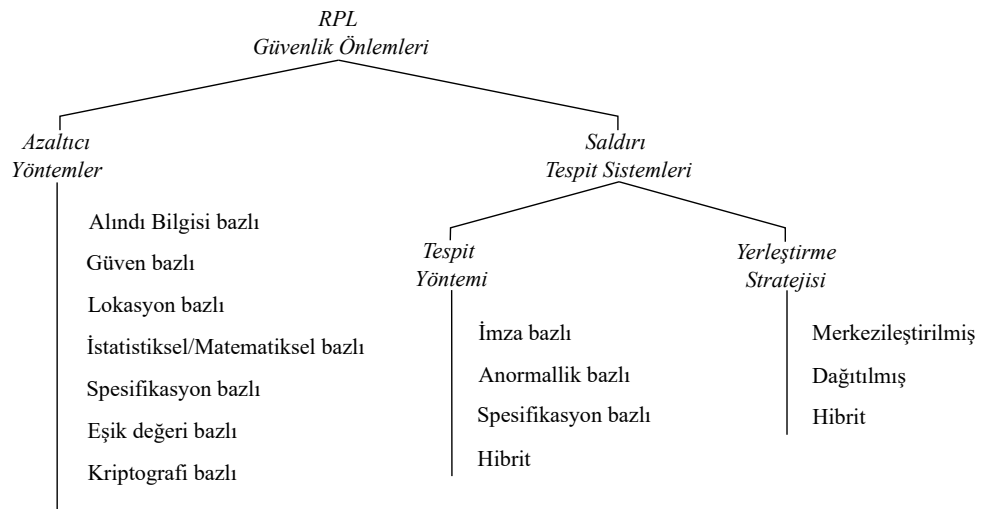 RPL
Güvenlik Önlemleri
Azaltıcı
Yöntemler
Alındı Bilgisi bazlı
Güven bazlı
Lokasyon bazlı
İstatistiksel/Matematiksel bazlı
Spesifikasyon bazlı
Eşik değeri bazlı
Kriptografi bazlı
Saldırı
Tespit Sistemleri
Tespit
Yöntemi
İmza bazlı
Anormallik bazlı
Spesifikasyon bazlı
Hibrit
Yerleştirme
Stratejisi
Merkezileştirilmiş
Dağıtılmış
Hibrit